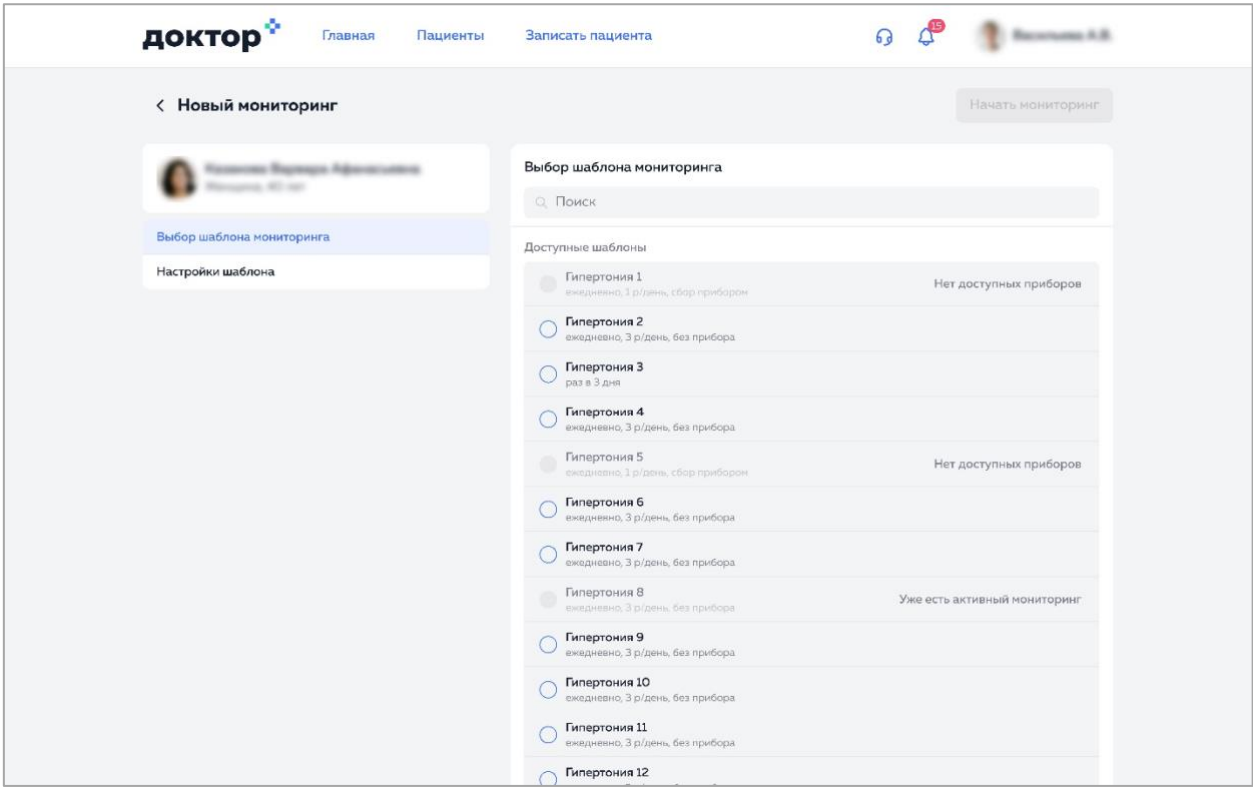 доктор
Главная Пациенты Записать пациента
15
Новый мониторинг
Начать мониторинг
Выбор шаблона мониторинга
Настройки шаблона
Выбор шаблона мониторинга
Поиск
Доступные шаблоны
Гипертония 1
ежедневно, 1 р/день, сбор прибором
Нет доступных приборов
Гипертония 2
ежедневно, 3 р/день, без прибора
Гипертония 3
раз в 3 дня
Гипертония 4
ежедневно, 3 р/день, без прибора
Гипертония 5
ежедневно, 1 р/день, сбор прибором
Нет доступных приборов
Гипертония 6
ежедневно, 3 р/день, без прибора
Гипертония 7
ежедневно, 3 р/день, без прибора
Гипертония 8
ежедневно, 3 р/день, без прибора
Уже есть активный мониторинг
Гипертония 9
ежедневно, 3 р/день, без прибора
Гипертония 10
ежедневно, 3 р/день, без прибора
Гипертония 11
ежедневно, 3 р/день, без прибора
Гипертония 12